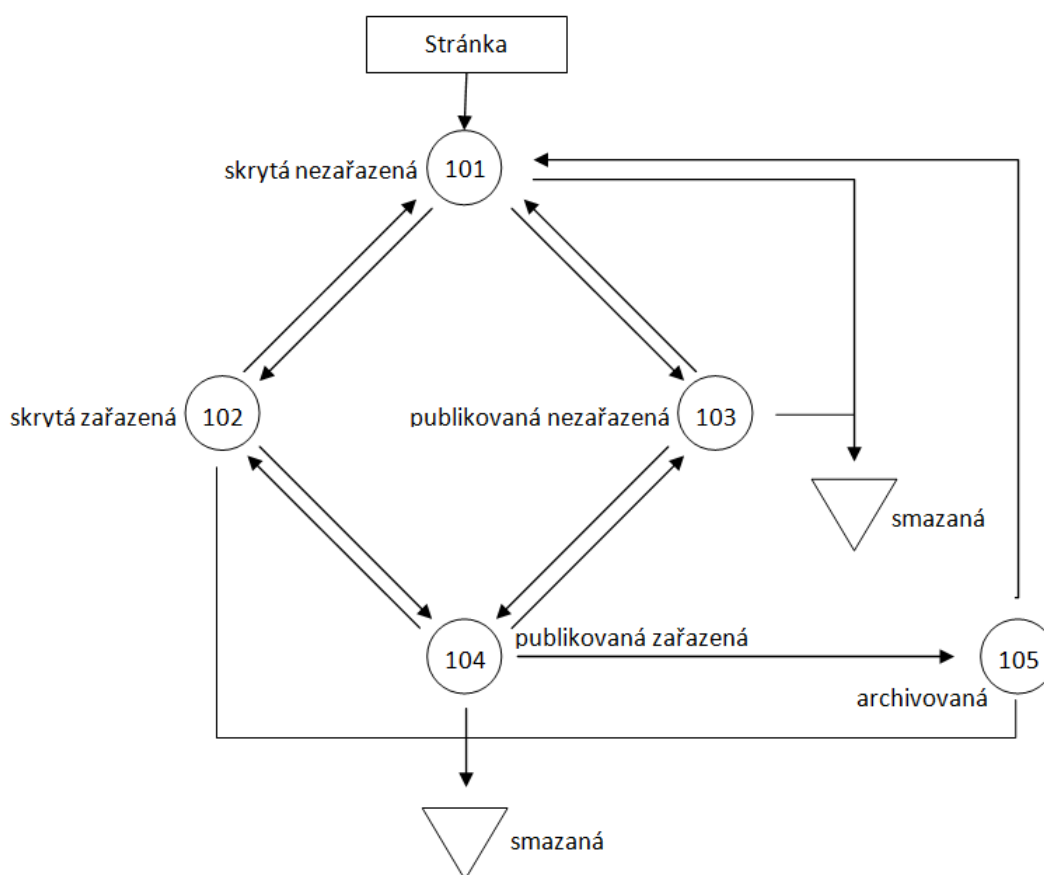 Stránka
skrytá nezařazená
101
skrytá zařazená
102
publikovaná nezařazená
103
smazaná
publikovaná zařazená
104
105
archivovaná
smazaná